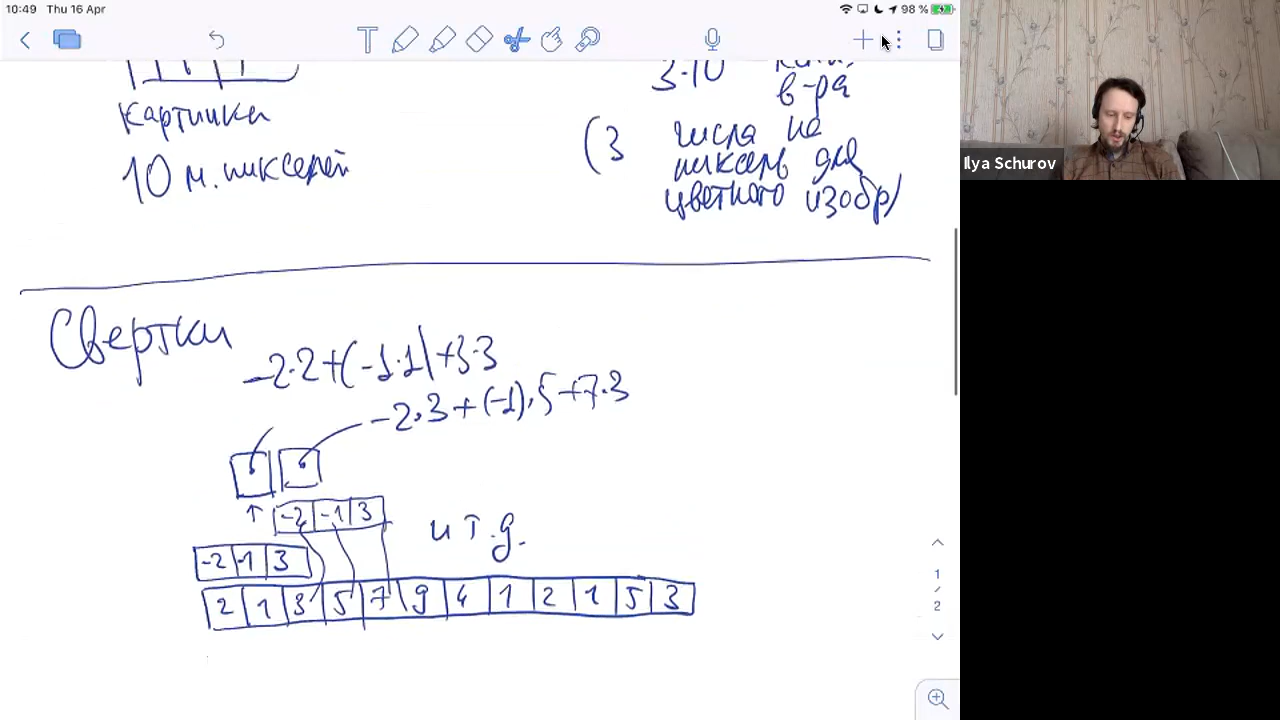 10:49 Thu 16 Apr
98 %
3·10
в-ра
Картинка
10 м. пикселей
(3 числа на
пиксель для
цветного изобр)
Ilya Schurov
Свертки
-2·2+(-1·1)+3·3
-2·3+(-1)·5+7·3
-2 -1 3
и т.д.
-2 -1 3
2 1 3 5 7 9 4 1 2 1 5 3
1
/
2